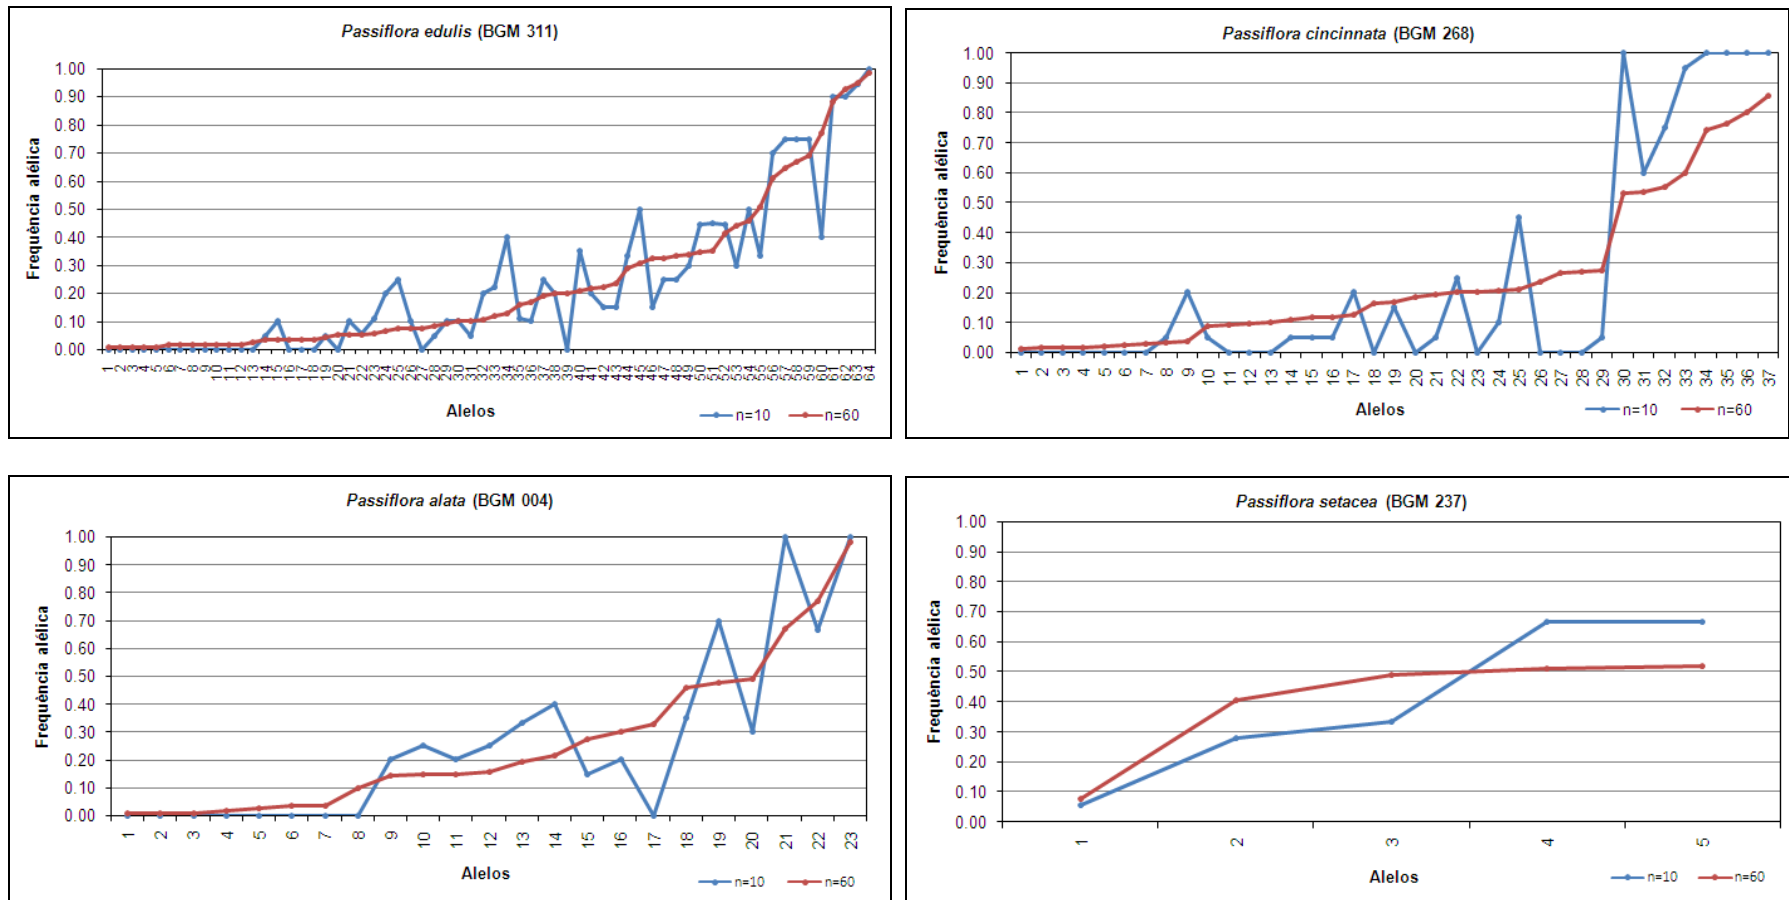 Passiflora edulis (BGM 311)
Frequència alélica
1.00
0.90
0.80
0.70
0.60
0.50
0.40
0.30
0.20
0.10
0.00
1 2 3 4 5 6 7 8 9 10 11 12 13 14 15 16 17 18 19 20 21 22 23 24 25 26 27 28 29 30 31 32 33 34 35 36 37 38 39 40 41 42 43 44 45 46 47 48 49 50 51 52 53 54 55 56 57 58 59 60 61 62 63 64
Alelos
n=10 n=60
Passiflora cincinnata (BGM 268)
Frequència alélica
1.00
0.90
0.80
0.70
0.60
0.50
0.40
0.30
0.20
0.10
0.00
1 2 3 4 5 6 7 8 9 10 11 12 13 14 15 16 17 18 19 20 21 22 23 24 25 26 27 28 29 30 31 32 33 34 35 36 37
Alelos
n=10 n=60
Passiflora alata (BGM 004)
Frequència alélica
1.00
0.90
0.80
0.70
0.60
0.50
0.40
0.30
0.20
0.10
0.00
1 2 3 4 5 6 7 8 9 10 11 12 13 14 15 16 17 18 19 20 21 22 23
Alelos
n=10 n=60
Passiflora setacea (BGM 237)
Frequència alélica
1.00
0.90
0.80
0.70
0.60
0.50
0.40
0.30
0.20
0.10
0.00
1 2 3 4 5
Alelos
n=10 n=60